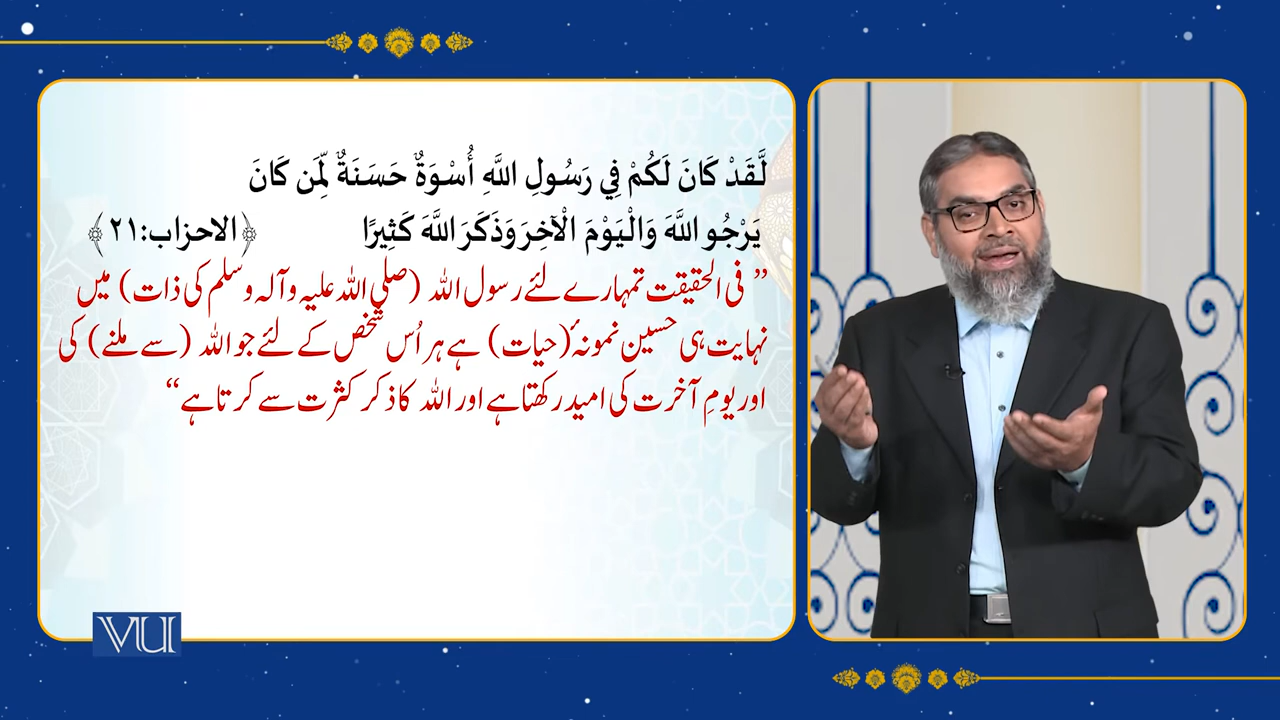 لَّقَدْ كَانَ لَكُمْ فِي رَسُولِ اللَّهِ أُسْوَةٌ حَسَنَةٌ لِّمَن كَانَ
يَرْجُو اللَّهَ وَالْيَوْمَ الْآخِرَ وَذَكَرَ اللَّهَ كَثِيرًا ﴿الاحزاب:۲۱﴾
”فی الحقیقت تمہارے لئے رسول اللہ (صلی اللہ علیہ وآلہ وسلم کی ذات) میں
نہایت ہی حسین نمونۂ(حیات) ہے ہر اُس شخص کے لئے جو اللہ (سے ملنے) کی
اور یومِ آخرت کی امید رکھتا ہے اور اللہ کا ذکر کثرت سے کرتا ہے“
VU